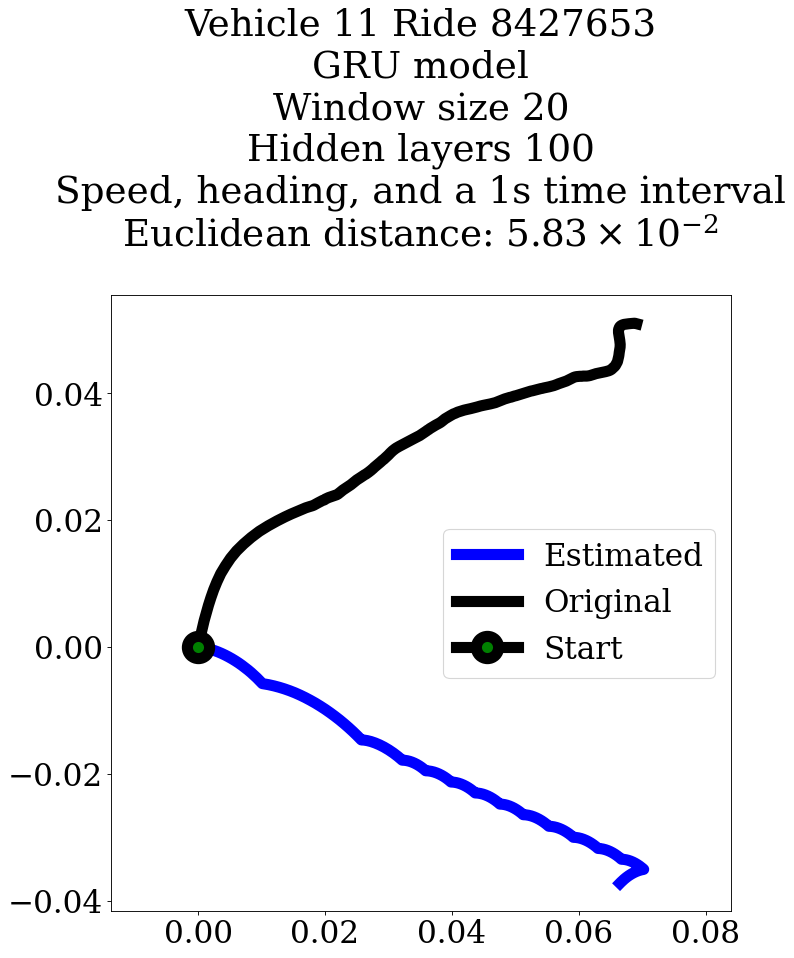 Vehicle 11 Ride 8427653
GRU model
Window size 20
Hidden layers 100
Speed, heading, and a 1s time interval
Euclidean distance: 5.83 × 10⁻²
0.04
0.02
0.00
−0.02
−0.04
Estimated
Original
Start
0.00 0.02 0.04 0.06 0.08